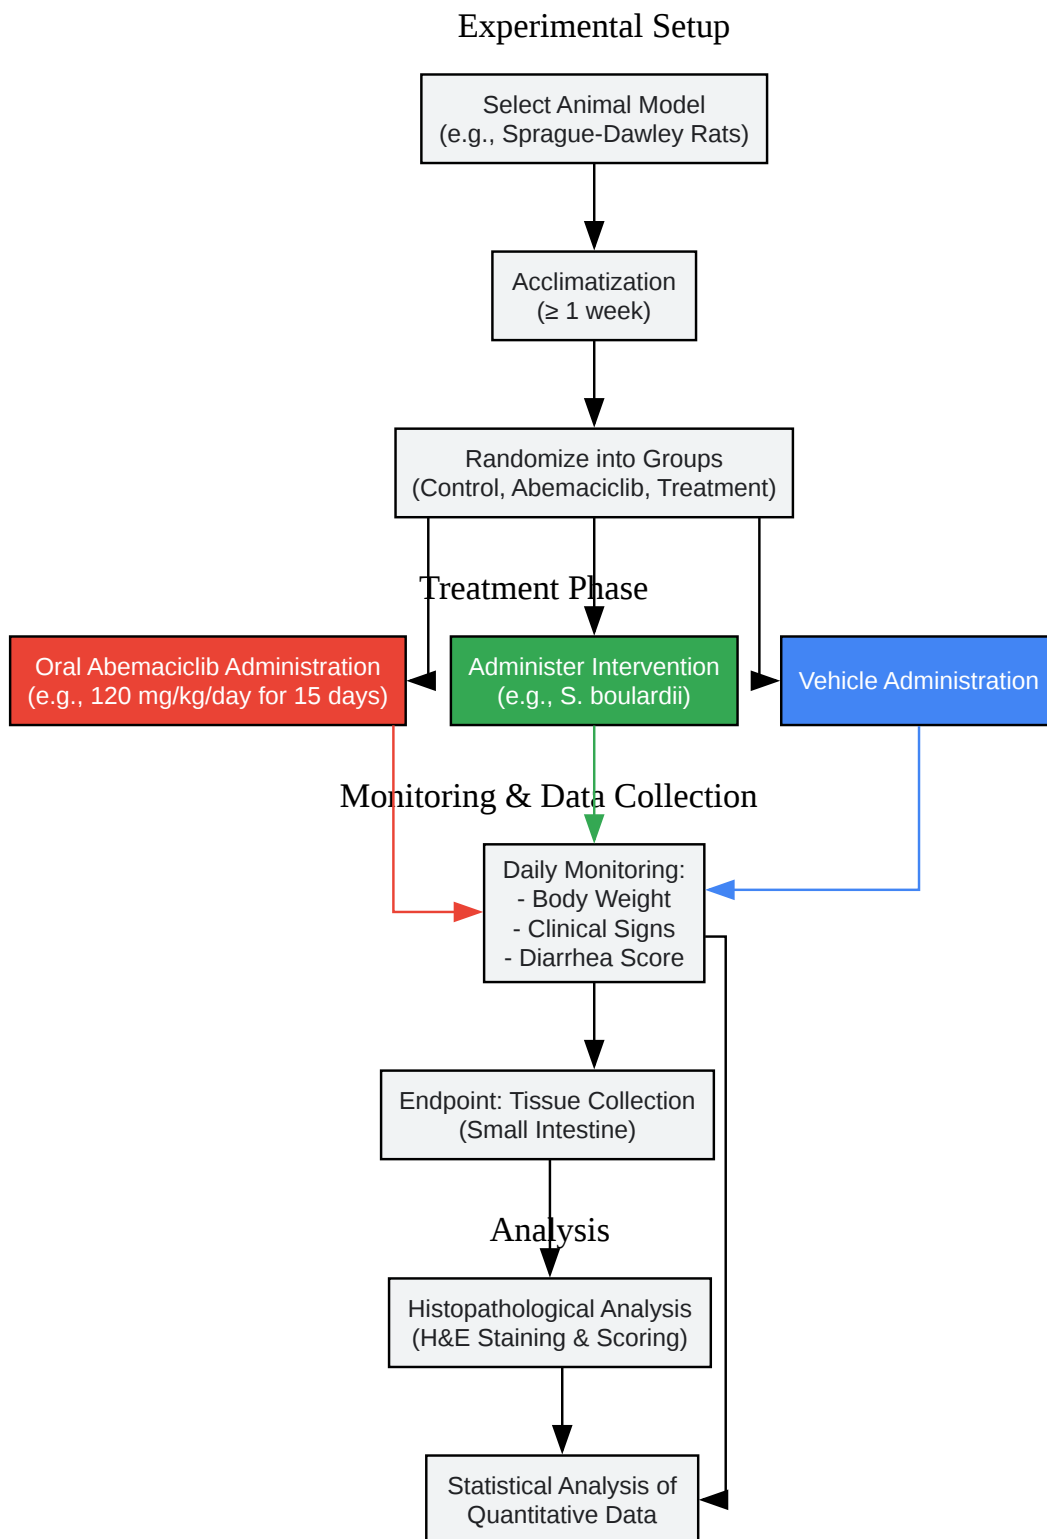 Experimental Setup
Select Animal Model
(e.g., Sprague-Dawley Rats)
Acclimatization
(≥ 1 week)
Randomize into Groups
(Control, Abemaciclib, Treatment)
Treatment Phase
Oral Abemaciclib Administration
(e.g., 120 mg/kg/day for 15 days)
Administer Intervention
(e.g., S. boulardii)
Vehicle Administration
Monitoring & Data Collection
Daily Monitoring:
- Body Weight
- Clinical Signs
- Diarrhea Score
Endpoint: Tissue Collection
(Small Intestine)
Analysis
Histopathological Analysis
(H&E Staining & Scoring)
Statistical Analysis of
Quantitative Data